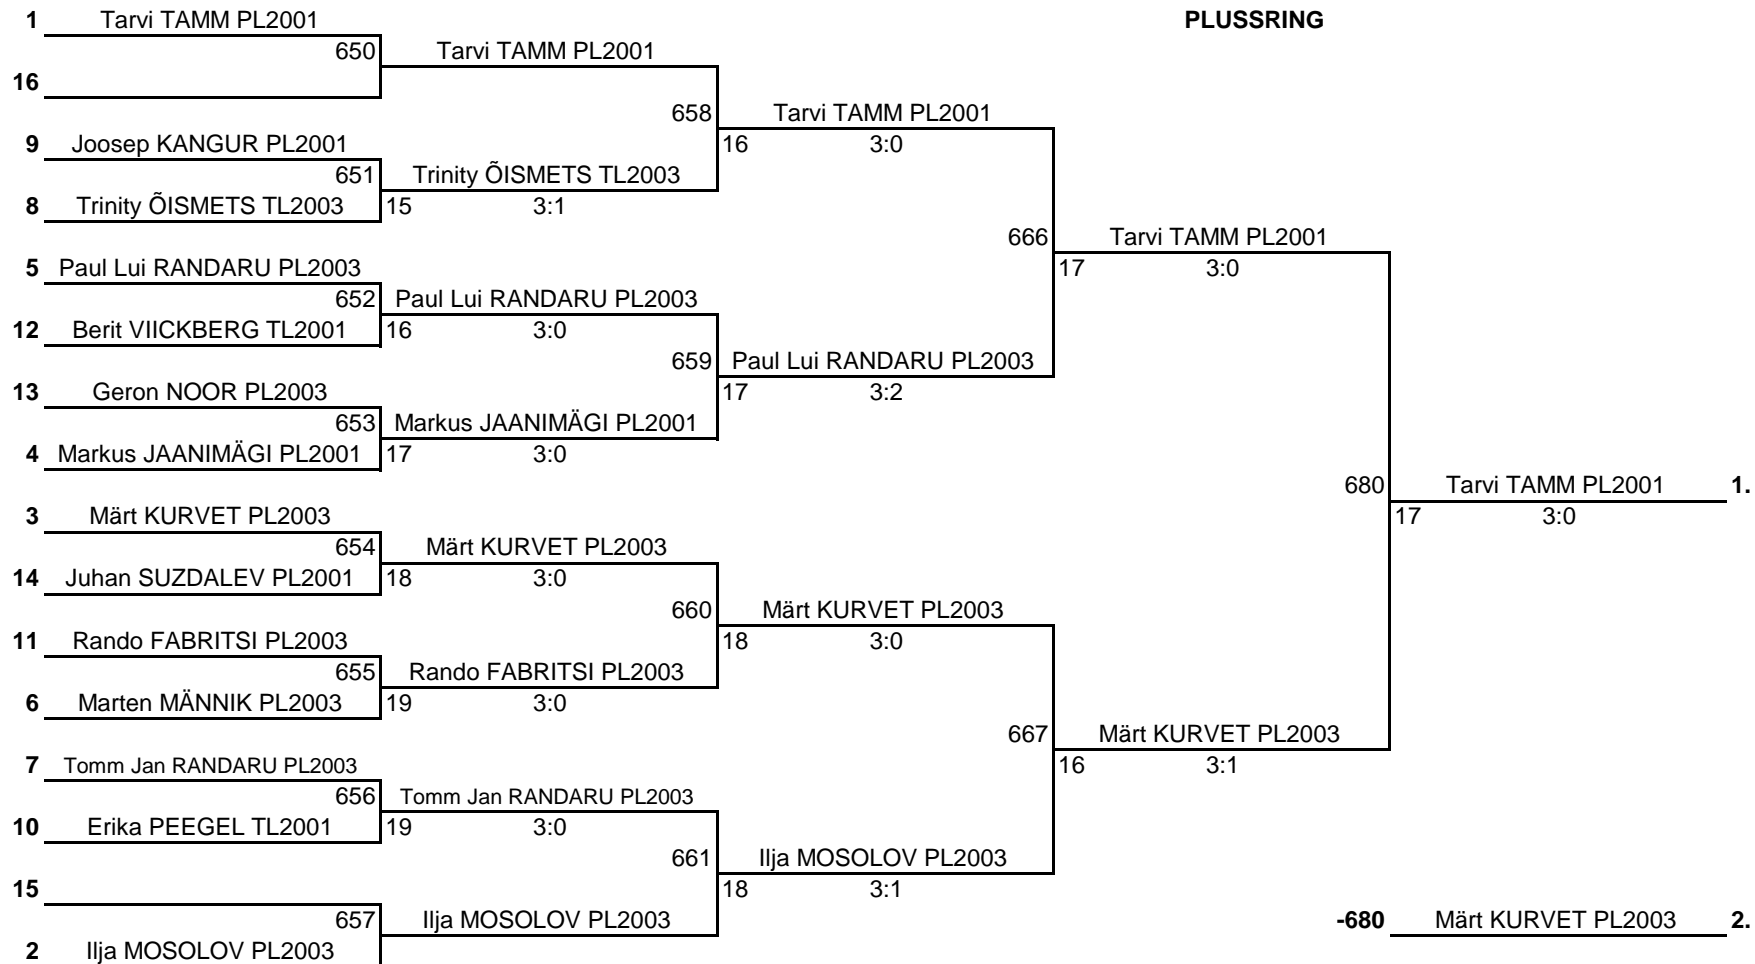 1 Tarvi TAMM PL2001 PLUSSRING
650 Tarvi TAMM PL2001
16
658 Tarvi TAMM PL2001
9 Joosep KANGUR PL2001 16 3:0
651 Trinity ÕISMETS TL2003
8 Trinity ÕISMETS TL2003 15 3:1
666 Tarvi TAMM PL2001
5 Paul Lui RANDARU PL2003 17 3:0
652 Paul Lui RANDARU PL2003
12 Berit VIICKBERG TL2001 16 3:0
659 Paul Lui RANDARU PL2003
13 Geron NOOR PL2003 17 3:2
653 Markus JAANIMÄGI PL2001
4 Markus JAANIMÄGI PL2001 17 3:0
680 Tarvi TAMM PL2001 1.
3 Märt KURVET PL2003 17 3:0
654 Märt KURVET PL2003
14 Juhan SUZDALEV PL2001 18 3:0
660 Märt KURVET PL2003
11 Rando FABRITSI PL2003 18 3:0
655 Rando FABRITSI PL2003
6 Marten MÄNNIK PL2003 19 3:0
667 Märt KURVET PL2003
7 Tomm Jan RANDARU PL2003 16 3:1
656 Tomm Jan RANDARU PL2003
10 Erika PEEGEL TL2001 19 3:0
661 Ilja MOSOLOV PL2003
15 18 3:1
657 Ilja MOSOLOV PL2003 -680 Märt KURVET PL2003 2.
2 Ilja MOSOLOV PL2003